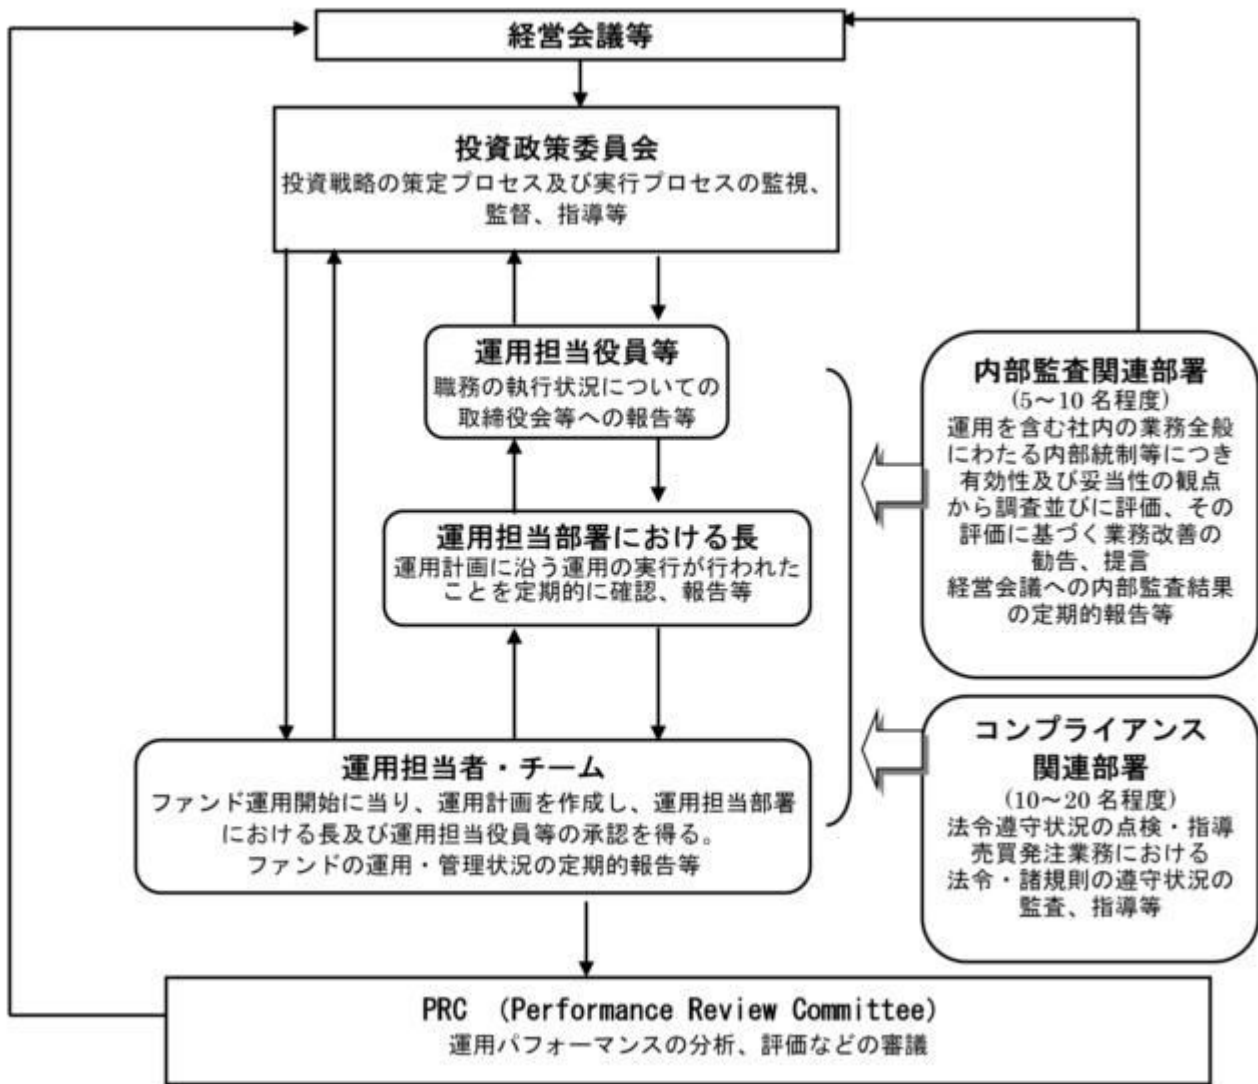 経営会議等
投資政策委員会
投資戦略の策定プロセス及び実行プロセスの監視、
監督、指導等
運用担当役員等
職務の執行状況についての
取締役会等への報告等
運用担当部署における長
運用計画に沿う運用の実行が行われた
ことを定期的に確認、報告等
運用担当者・チーム
ファンド運用開始に当り、運用計画を作成し、運用担当部署
における長及び運用担当役員等の承認を得る。
ファンドの運用・管理状況の定期的報告等
内部監査関連部署
(5～10 名程度)
運用を含む社内の業務全般
にわたる内部統制等につき
有効性及び妥当性の観点
から調査並びに評価、その
評価に基づく業務改善の
勧告、提言
経営会議への内部監査結果
の定期的報告等
コンプライアンス
関連部署
(10～20 名程度)
法令遵守状況の点検・指導
売買発注業務における
法令・諸規則の遵守状況の
監査、指導等
PRC (Performance Review Committee)
運用パフォーマンスの分析、評価などの審議